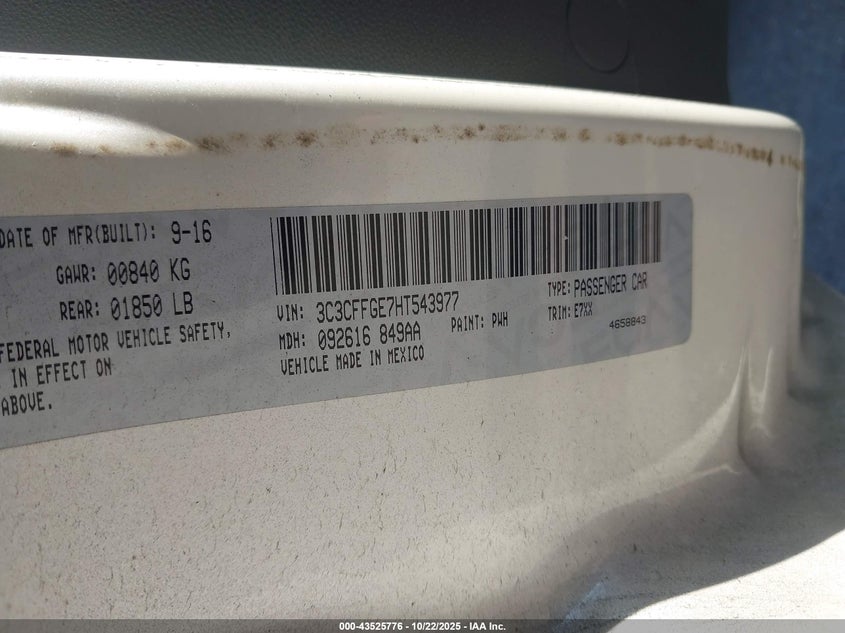 DATE OF MFR(BUILT): 9-16
GAWR: 00840 KG
REAR: 01850 LB
FEDERAL MOTOR VEHICLE SAFETY,
IN EFFECT ON
ABOVE.
VIN: 3C3CFFGE7HT543977
TYPE: PASSENGER CAR
MDH: 092616 849AA
PAINT: PWH
TRIM: E7XX
VEHICLE MADE IN MEXICO
4658843
000-43525776 - 10/22/2025 - IAA Inc.